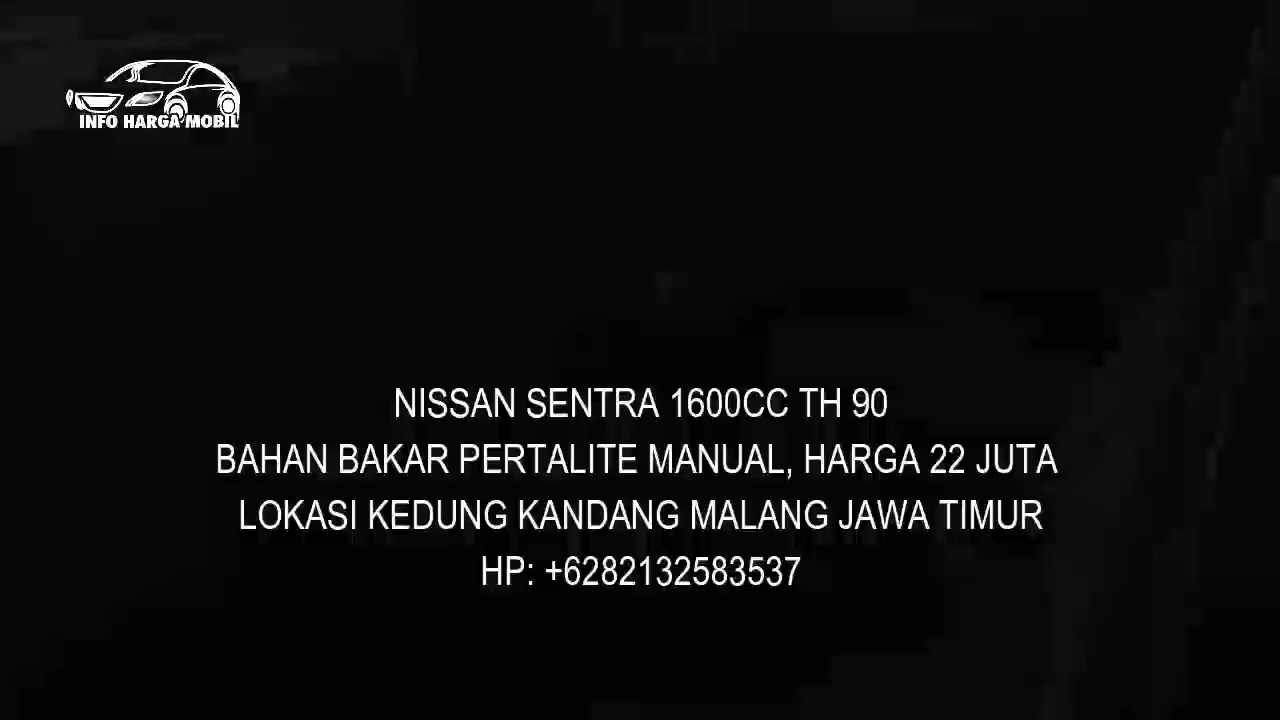 INFO HARGA MOBIL
NISSAN SENTRA 1600CC TH 90
BAHAN BAKAR PERTALITE MANUAL, HARGA 22 JUTA
LOKASI KEDUNG KANDANG MALANG JAWA TIMUR
HP: +6282132583537